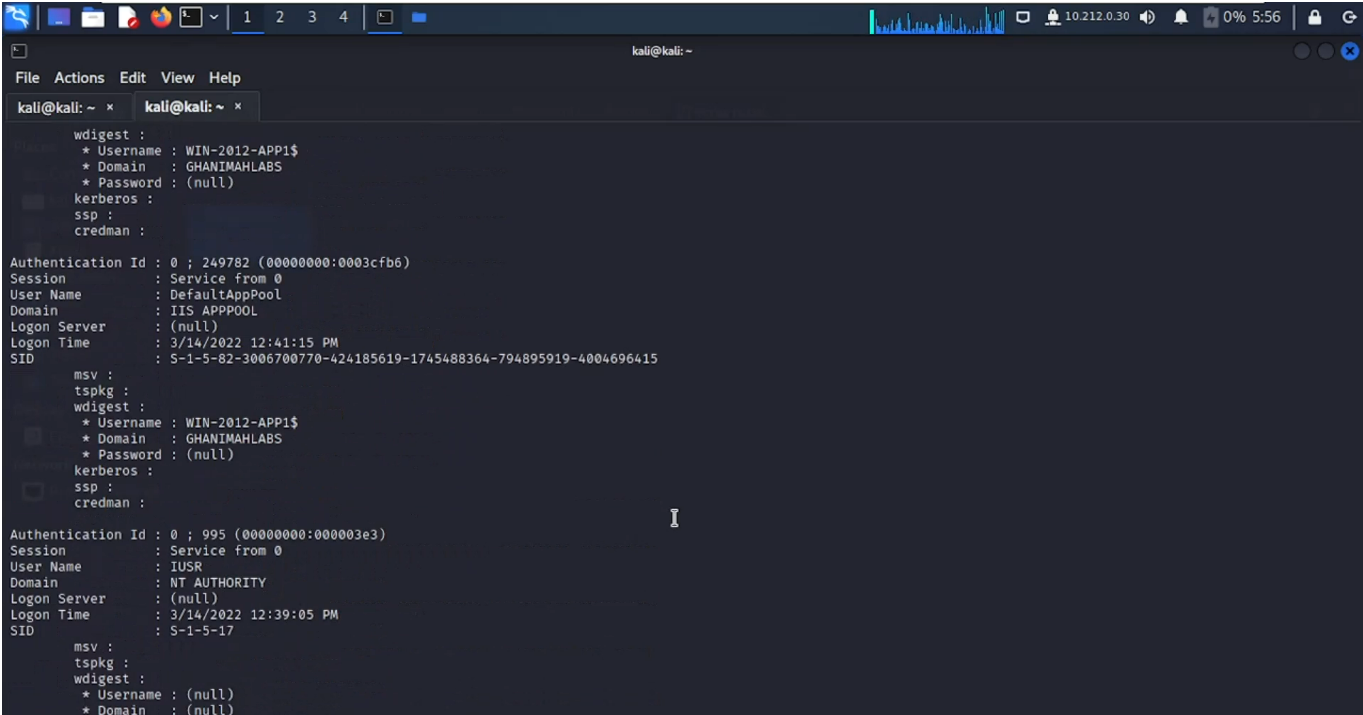 1 2 3 4 10.212.0.30 0% 5:56
kali@kali: ~
File Actions Edit View Help
kali@kali: ~ × kali@kali: ~ ×
wdigest :
* Username : WIN-2012-APP1$
* Domain : GHANIMAHLABS
* Password : (null)
kerberos :
ssp :
credman :
Authentication Id : 0 ; 249782 (00000000:0003cfb6)
Session : Service from 0
User Name : DefaultAppPool
Domain : IIS APPPOOL
Logon Server : (null)
Logon Time : 3/14/2022 12:41:15 PM
SID : S-1-5-82-3006700770-424185619-1745488364-794895919-4004696415
msv :
tspkg :
wdigest :
* Username : WIN-2012-APP1$
* Domain : GHANIMAHLABS
* Password : (null)
kerberos :
ssp :
credman :
Authentication Id : 0 ; 995 (00000000:000003e3)
Session : Service from 0
User Name : IUSR
Domain : NT AUTHORITY
Logon Server : (null)
Logon Time : 3/14/2022 12:39:05 PM
SID : S-1-5-17
msv :
tspkg :
wdigest :
* Username : (null)
* Domain : (null)